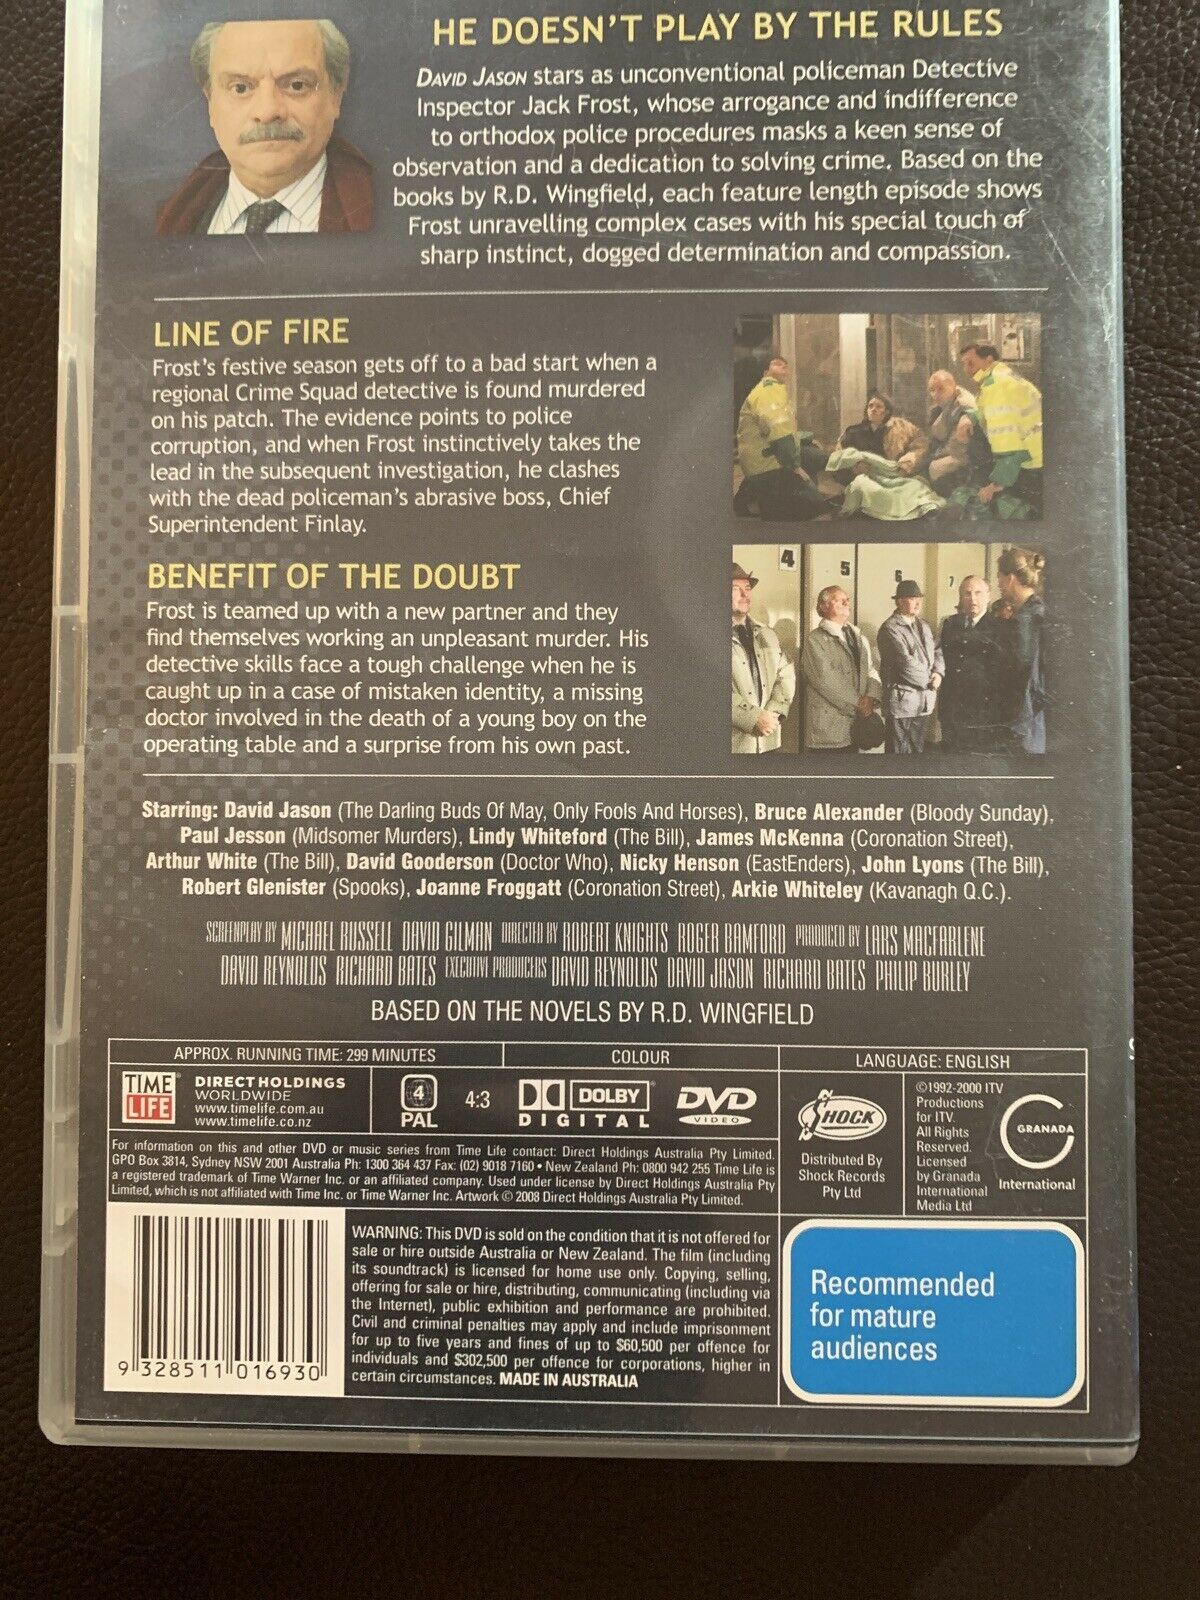 HE DOESN'T PLAY BY THE RULES
DAVID JASON stars as unconventional policeman Detective
Inspector Jack Frost, whose arrogance and indifference
to orthodox police procedures masks a keen sense of
observation and a dedication to solving crime. Based on the
books by R.D. Wingfield, each feature length episode shows
Frost unravelling complex cases with his special touch of
sharp instinct, dogged determination and compassion.
LINE OF FIRE
Frost's festive season gets off to a bad start when a
regional Crime Squad detective is found murdered
on his patch. The evidence points to police
corruption, and when Frost instinctively takes the
lead in the subsequent investigation, he clashes
with the dead policeman's abrasive boss, Chief
Superintendent Finlay.
BENEFIT OF THE DOUBT
Frost is teamed up with a new partner and they
find themselves working an unpleasant murder. His
detective skills face a tough challenge when he is
caught up in a case of mistaken identity, a missing
doctor involved in the death of a young boy on the
operating table and a surprise from his own past.
4 5 6 7
Starring: David Jason (The Darling Buds Of May, Only Fools And Horses), Bruce Alexander (Bloody Sunday),
Paul Jesson (Midsomer Murders), Lindy Whiteford (The Bill), James McKenna (Coronation Street),
Arthur White (The Bill), David Gooderson (Doctor Who), Nicky Henson (EastEnders), John Lyons (The Bill),
Robert Glenister (Spooks), Joanne Froggatt (Coronation Street), Arkie Whiteley (Kavanagh Q.C.).
SCREENPLAY BY MICHAEL RUSSELL DAVID GILMAN DIRECTED BY ROBERT KNIGHTS ROGER BAMFORD PRODUCED BY LARS MACFARLENE
DAVID REYNOLDS RICHARD BATES EXECUTIVE PRODUCERS DAVID REYNOLDS DAVID JASON RICHARD BATES PHILIP BURLEY
BASED ON THE NOVELS BY R.D. WINGFIELD
APPROX. RUNNING TIME: 299 MINUTES
COLOUR
LANGUAGE: ENGLISH
TIME
LIFE
DIRECT HOLDINGS
WORLDWIDE
www.timelife.com.au
www.timelife.co.nz
4
PAL
4:3
DOLBY
DIGITAL
DVD
VIDEO
SHOCK
Distributed By
Shock Records
Pty Ltd
©1992-2000 ITV
Productions
for ITV
All Rights
Reserved.
Licensed
by Granada
International
Media Ltd
GRANADA
International
For information on this and other DVD or music series from Time Life contact: Direct Holdings Australia Pty Limited.
GPO Box 3814, Sydney NSW 2001 Australia Ph: 1300 364 437 Fax: (02) 9018 7160 • New Zealand Ph: 0800 942 255 Time Life is
a registered trademark of Time Warner Inc. or an affiliated company. Used under license by Direct Holdings Australia Pty
Limited, which is not affiliated with Time Inc. or Time Warner Inc. Artwork © 2008 Direct Holdings Australia Pty Limited.
9 328511 016930
WARNING: This DVD is sold on the condition that it is not offered for
sale or hire outside Australia or New Zealand. The film (including
its soundtrack) is licensed for home use only. Copying, selling,
offering for sale or hire, distributing, communicating (including via
the Internet), public exhibition and performance are prohibited.
Civil and criminal penalties may apply and include imprisonment
for up to five years and fines of up to $60,500 per offence for
individuals and $302,500 per offence for corporations, higher in
certain circumstances. MADE IN AUSTRALIA
Recommended
for mature
audiences